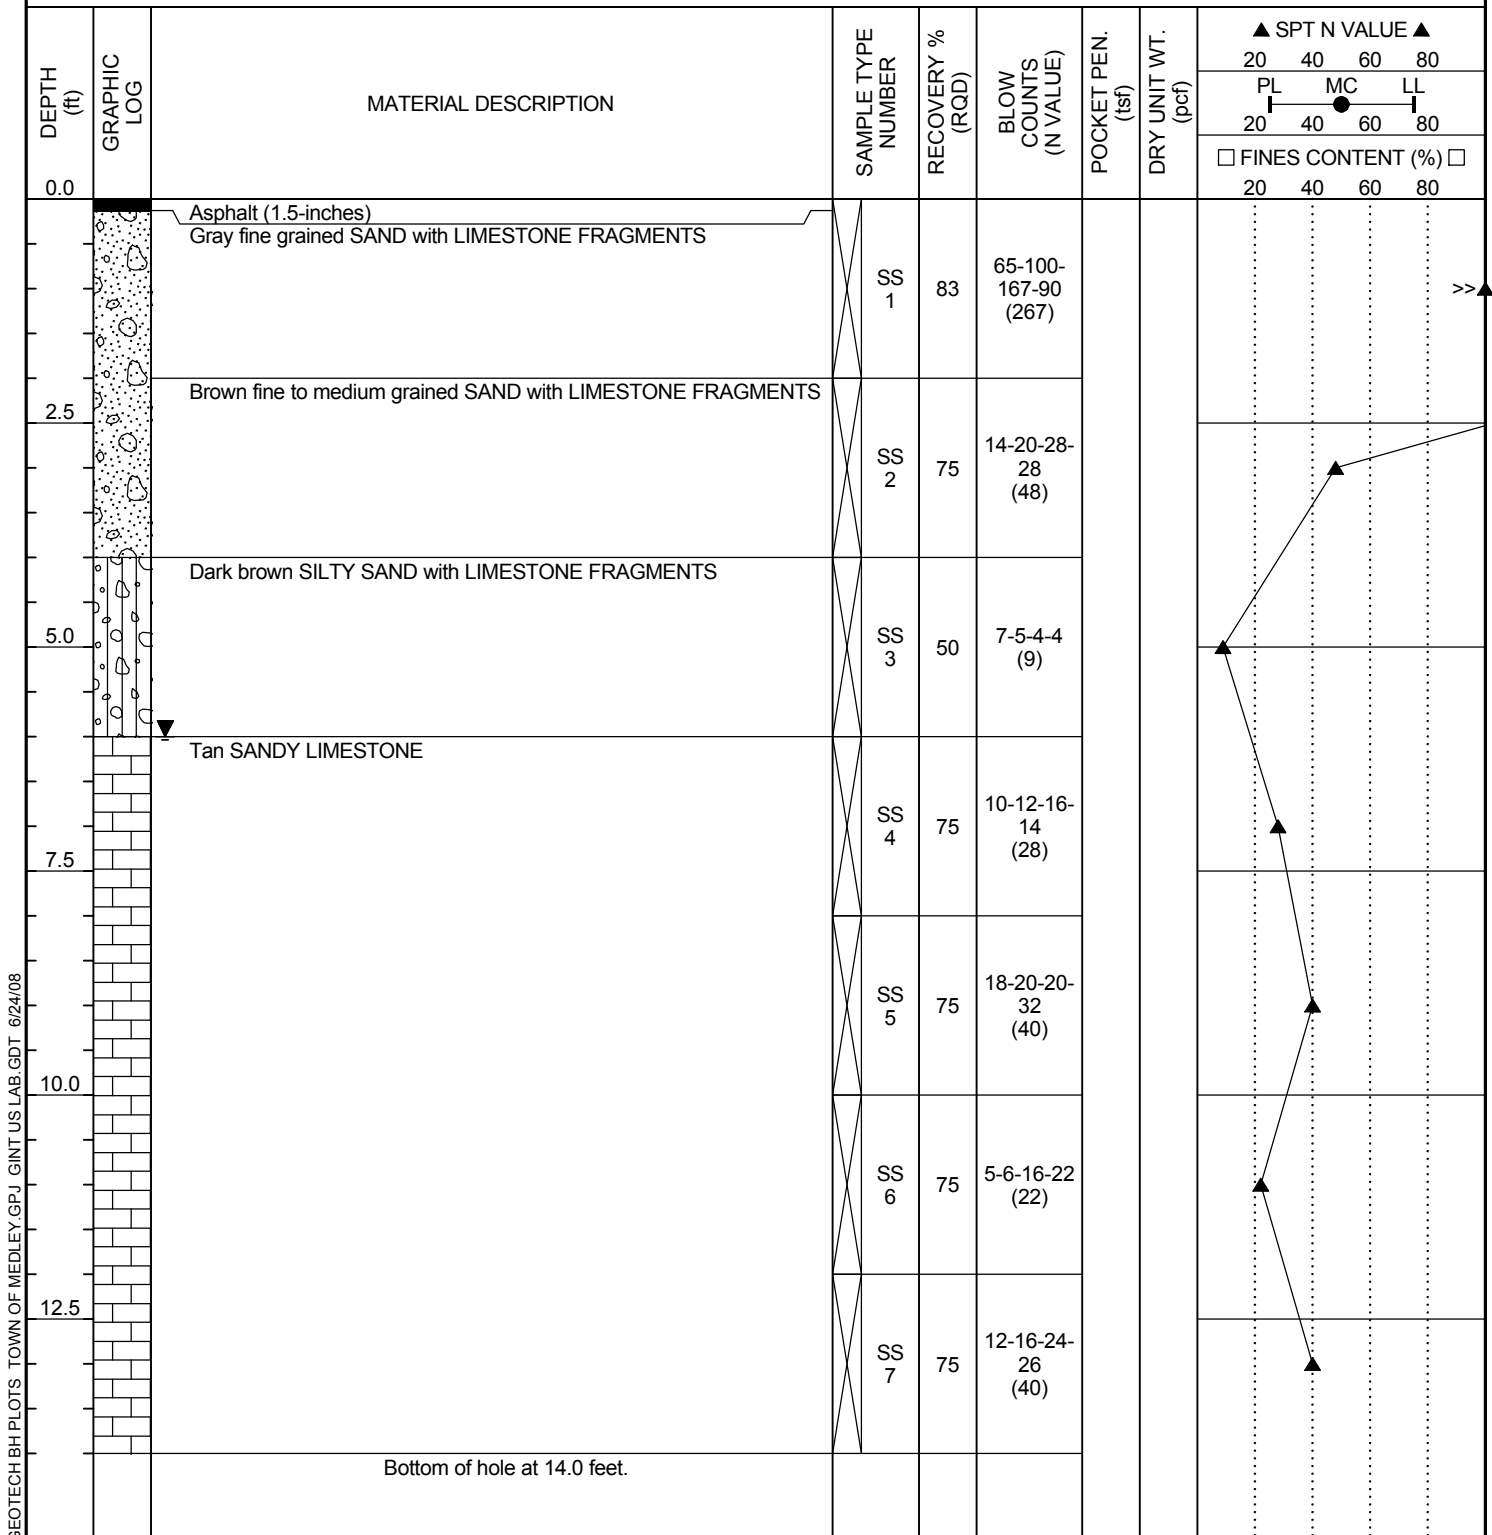 DEPTH
(ft)
GRAPHIC
LOG
MATERIAL DESCRIPTION
SAMPLE TYPE
NUMBER
RECOVERY %
(RQD)
BLOW
COUNTS
(N VALUE)
POCKET PEN.
(tsf)
DRY UNIT WT.
(pcf)
▲ SPT N VALUE ▲
20 40 60 80
PL MC LL
20 40 60 80
□ FINES CONTENT (%) □
20 40 60 80
0.0
Asphalt (1.5-inches)
Gray fine grained SAND with LIMESTONE FRAGMENTS
SS
1
83
65-100-
167-90
(267)
>>
Brown fine to medium grained SAND with LIMESTONE FRAGMENTS
2.5
SS
2
75
14-20-28-
28
(48)
Dark brown SILTY SAND with LIMESTONE FRAGMENTS
5.0
SS
3
50
7-5-4-4
(9)
Tan SANDY LIMESTONE
SS
4
75
10-12-16-
14
(28)
7.5
SS
5
75
18-20-20-
32
(40)
10.0
SS
6
75
5-6-16-22
(22)
12.5
SS
7
75
12-16-24-
26
(40)
Bottom of hole at 14.0 feet.
GEOTECH BH PLOTS TOWN OF MEDLEY.GPJ GINT US LAB.GDT 6/24/08